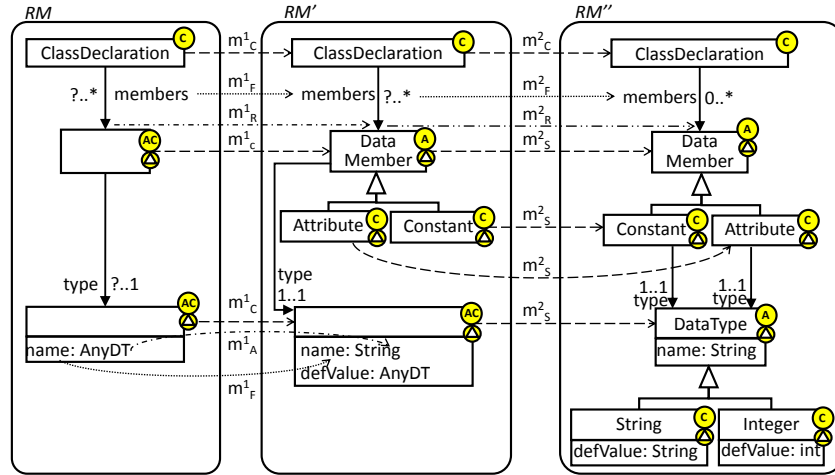 RM
C
ClassDeclaration
?..*
members
AC
type
?..1
AC
name: AnyDT
m1C
m1F
m1R
m1c
m1C
m1A
m1F
RM′
C
ClassDeclaration
members
?..*
A
Data
Member
C
Attribute
C
Constant
type
1..1
AC
name: String
defValue: AnyDT
m2C
m2F
m2R
m2S
m2S
m2S
m2S
RM′′
C
ClassDeclaration
members
0..*
A
Data
Member
C
Constant
C
Attribute
1..1
type
1..1
type
A
DataType
name: String
C
String
defValue: String
C
Integer
defValue: int